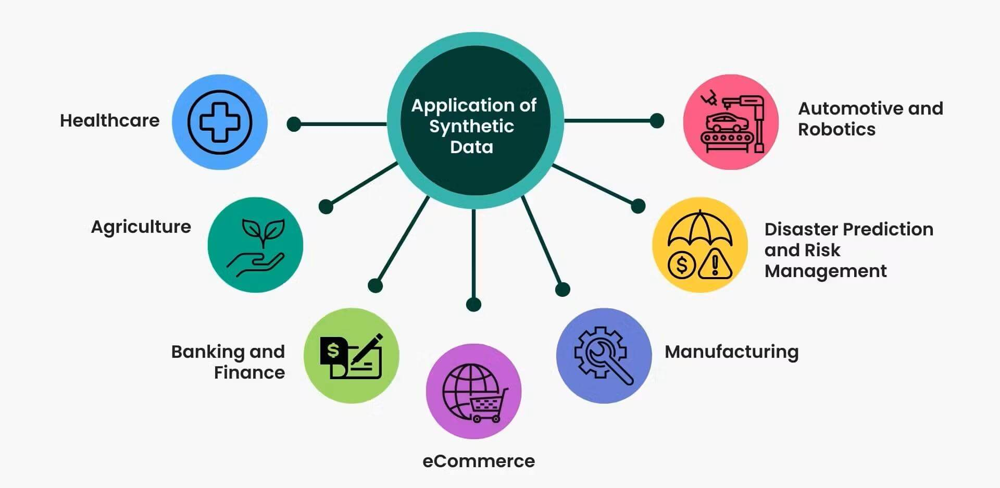 Application of
Synthetic
Data
Healthcare
Agriculture
Banking and
Finance
eCommerce
Manufacturing
Disaster Prediction
and Risk
Management
Automotive and
Robotics
$
$
!